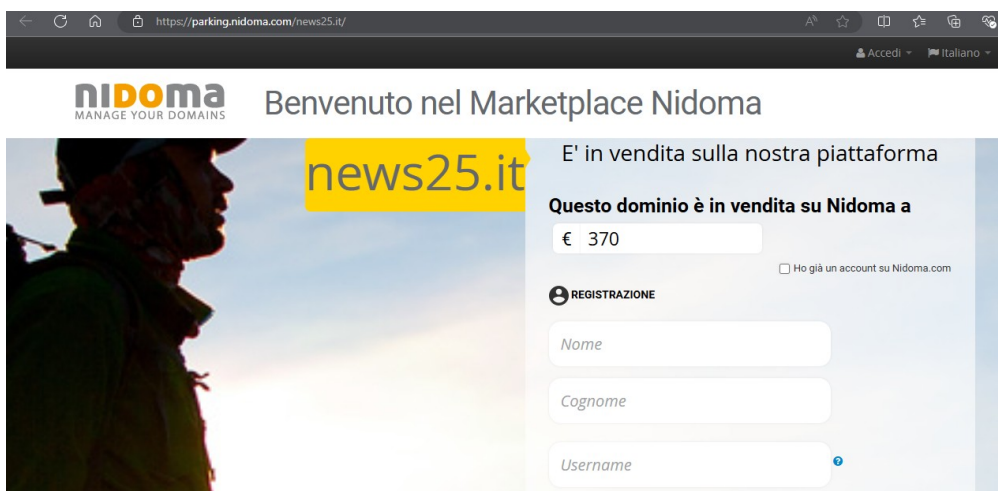 https://parking.nidoma.com/news25.it/
Accedi Italiano
nidoma
MANAGE YOUR DOMAINS
Benvenuto nel Marketplace Nidoma
news25.it
E' in vendita sulla nostra piattaforma
Questo dominio è in vendita su Nidoma a
€ 370
Ho già un account su Nidoma.com
REGISTRAZIONE
Nome
Cognome
Username